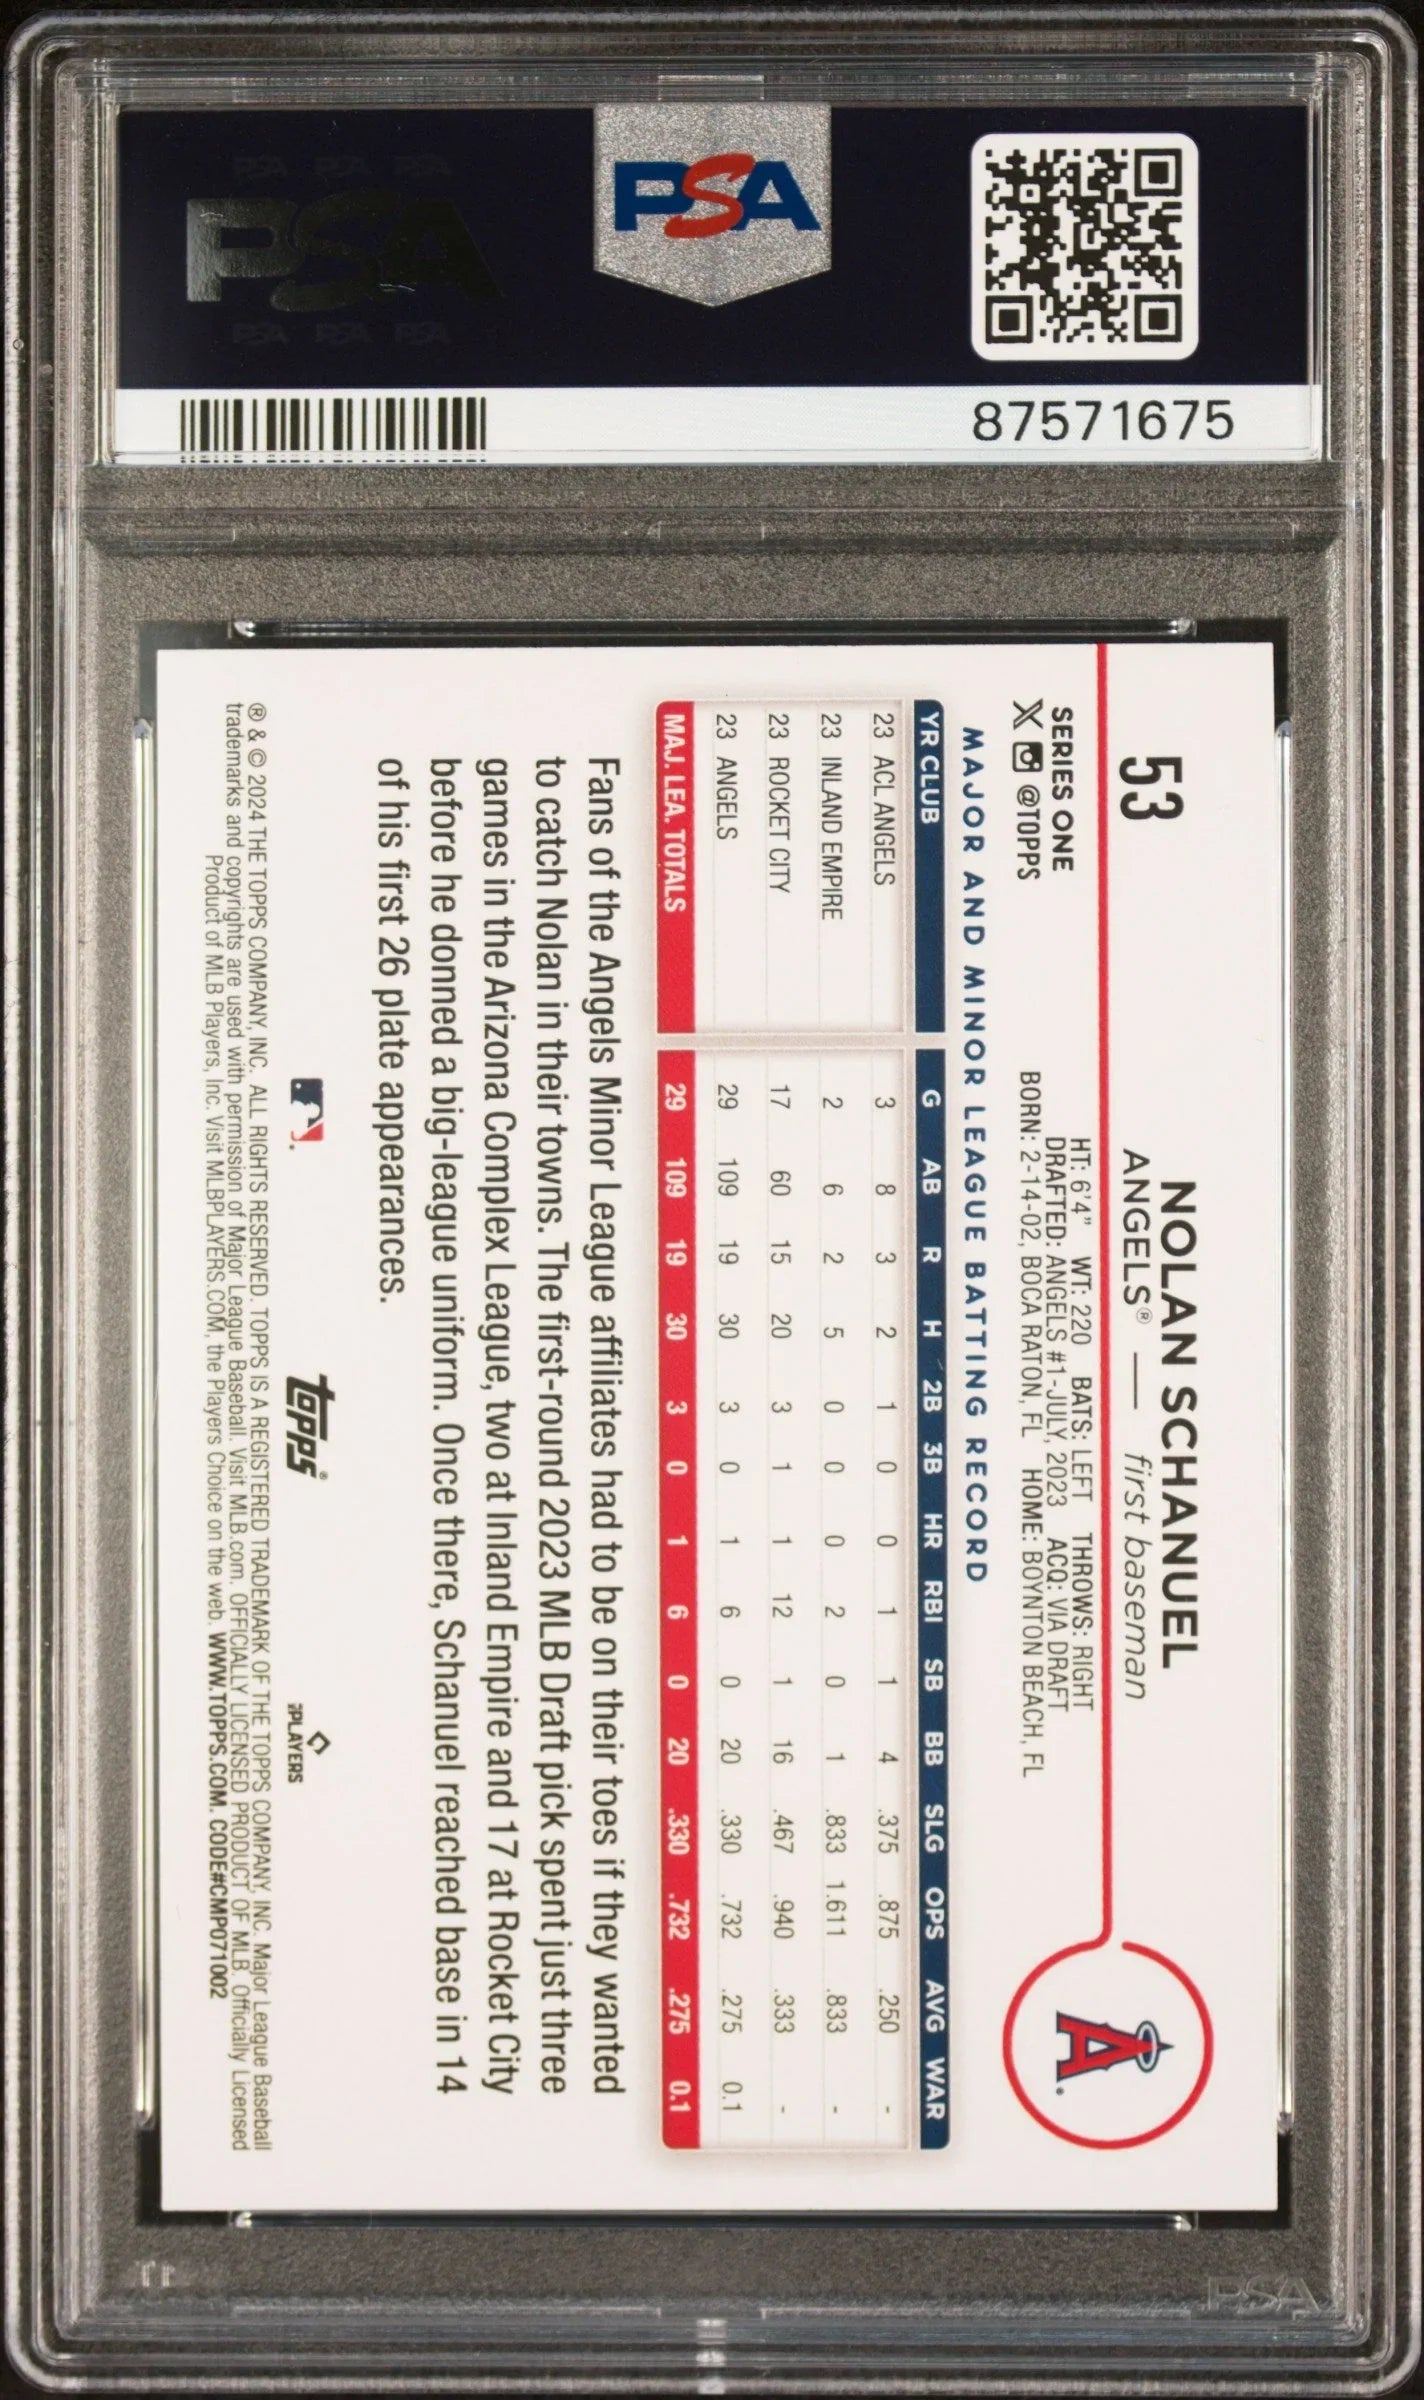 PSA PSA PSA
PSA
PSA PSA PSA
PSA
87571675
53
NOLAN SCHANUEL
ANGELS® — first baseman
A
SERIES ONE
X @TOPPS
HT: 6'4" WT: 220 BATS: LEFT THROWS: RIGHT
DRAFTED: ANGELS #1-JULY, 2023 ACQ: VIA DRAFT
BORN: 2-14-02, BOCA RATON, FL HOME: BOYNTON BEACH, FL
MAJOR AND MINOR LEAGUE BATTING RECORD
YR CLUB G AB R H 2B 3B HR RBI SB BB SLG OPS AVG WAR
23 ACL ANGELS 3 8 3 2 1 0 0 1 1 4 .375 .875 .250 -
23 INLAND EMPIRE 2 6 2 5 0 0 0 2 0 1 .833 1.611 .833 -
23 ROCKET CITY 17 60 15 20 3 1 1 12 1 16 .467 .940 .333 -
23 ANGELS 29 109 19 30 3 0 1 6 0 20 .330 .732 .275 0.1
MAJ. LEA. TOTALS 29 109 19 30 3 0 1 6 0 20 .330 .732 .275 0.1
Fans of the Angels Minor League affiliates had to be on their toes if they wanted
to catch Nolan in their towns. The first-round 2023 MLB Draft pick spent just three
games in the Arizona Complex League, two at Inland Empire and 17 at Rocket City
before he donned a big-league uniform. Once there, Schanuel reached base in 14
of his first 26 plate appearances.
topps®
PLAYERS
® & © 2024 THE TOPPS COMPANY, INC. ALL RIGHTS RESERVED. TOPPS IS A REGISTERED TRADEMARK OF THE TOPPS COMPANY, INC. Major League Baseball
trademarks and copyrights are used with permission of Major League Baseball. Visit MLB.com. OFFICIALLY LICENSED PRODUCT OF MLB. Officially Licensed
Product of MLB Players, Inc. Visit MLBPLAYERS.COM, the Players Choice on the web. WWW.TOPPS.COM. CODE#CMP071002
PSA